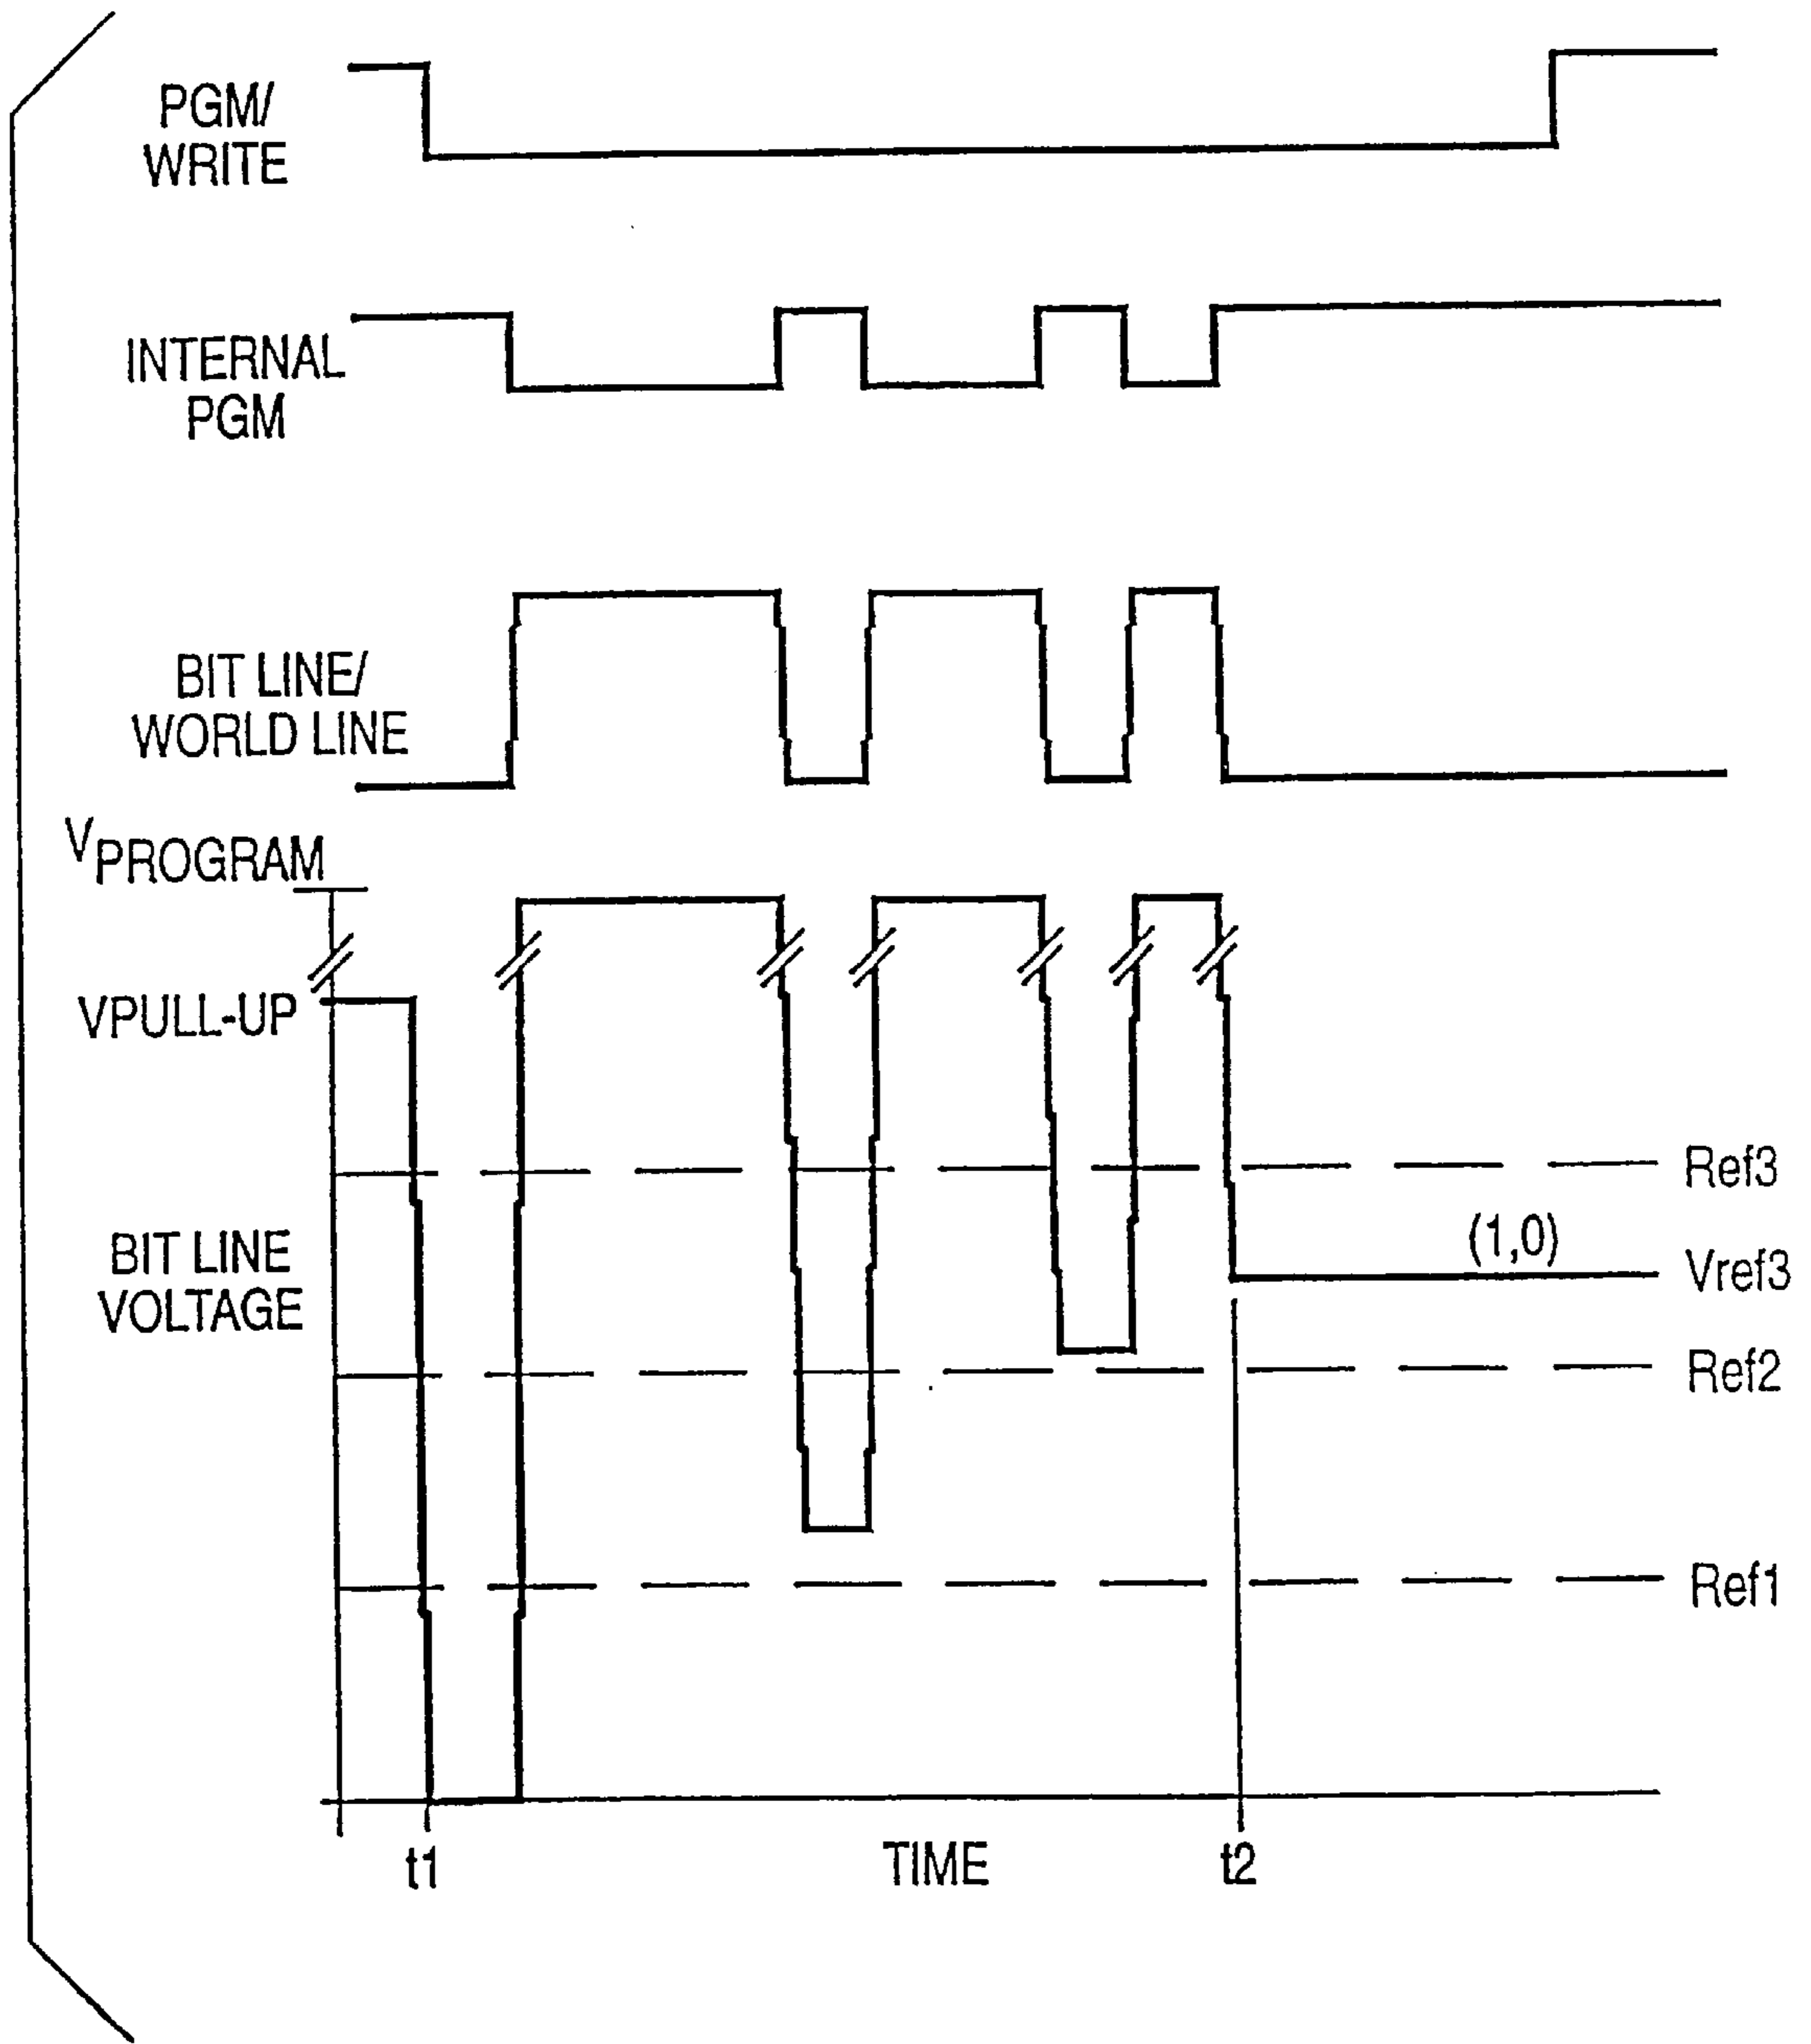 PGM/
WRITE
INTERNAL
PGM
BIT LINE/
WORLD LINE
VPROGRAM
VPULL-UP
Ref3
(1,0)
BIT LINE
VOLTAGE
Vref3
Ref2
Ref1
t1
TIME
t2